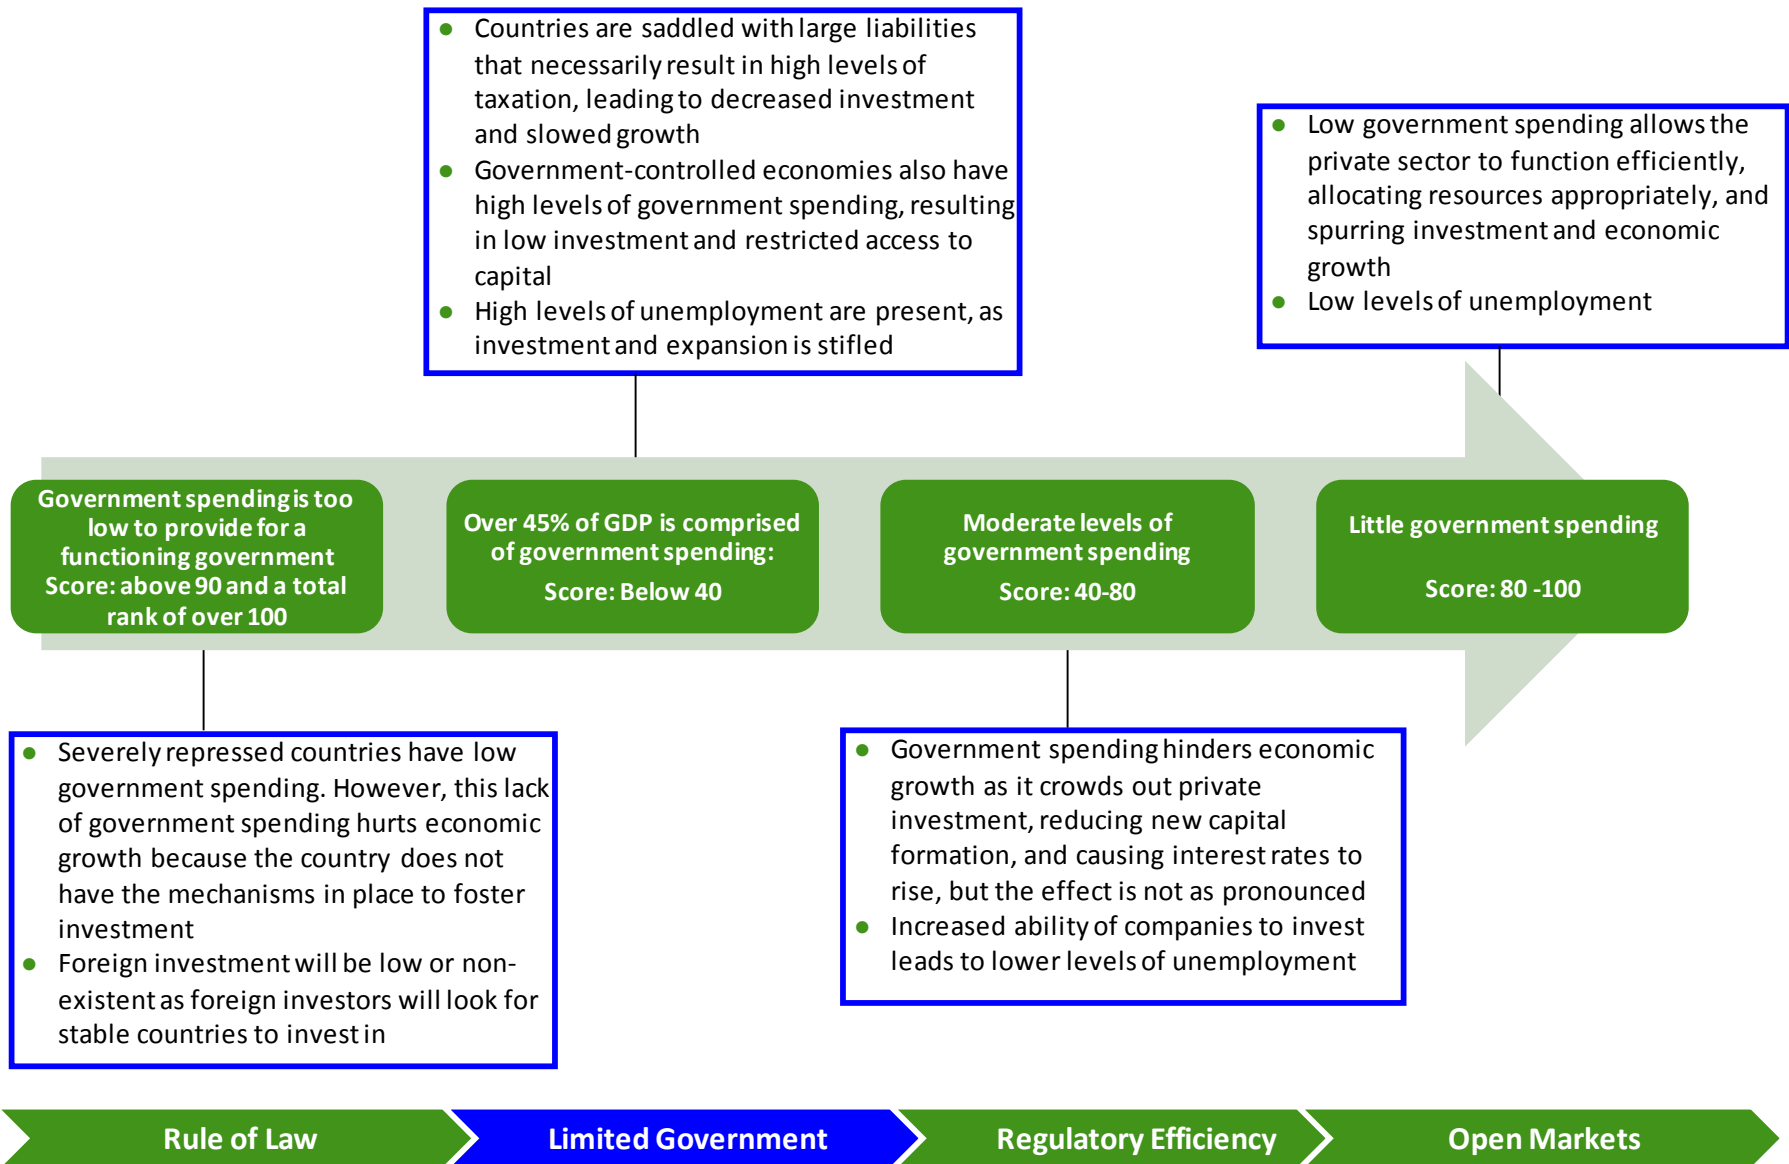 ● Countries are saddled with large liabilities
that necessarily result in high levels of
taxation, leading to decreased investment
and slowed growth
● Government-controlled economies also have
high levels of government spending, resulting
in low investment and restricted access to
capital
● High levels of unemployment are present, as
investment and expansion is stifled
● Low government spending allows the
private sector to function efficiently,
allocating resources appropriately, and
spurring investment and economic
growth
● Low levels of unemployment
Government spending is too
low to provide for a
functioning government
Score: above 90 and a total
rank of over 100
Over 45% of GDP is comprised
of government spending:
Score: Below 40
Moderate levels of
government spending
Score: 40-80
Little government spending
Score: 80 -100
● Severely repressed countries have low
government spending. However, this lack
of government spending hurts economic
growth because the country does not
have the mechanisms in place to foster
investment
● Foreign investment will be low or non-
existent as foreign investors will look for
stable countries to invest in
● Government spending hinders economic
growth as it crowds out private
investment, reducing new capital
formation, and causing interest rates to
rise, but the effect is not as pronounced
● Increased ability of companies to invest
leads to lower levels of unemployment
Rule of Law
Limited Government
Regulatory Efficiency
Open Markets